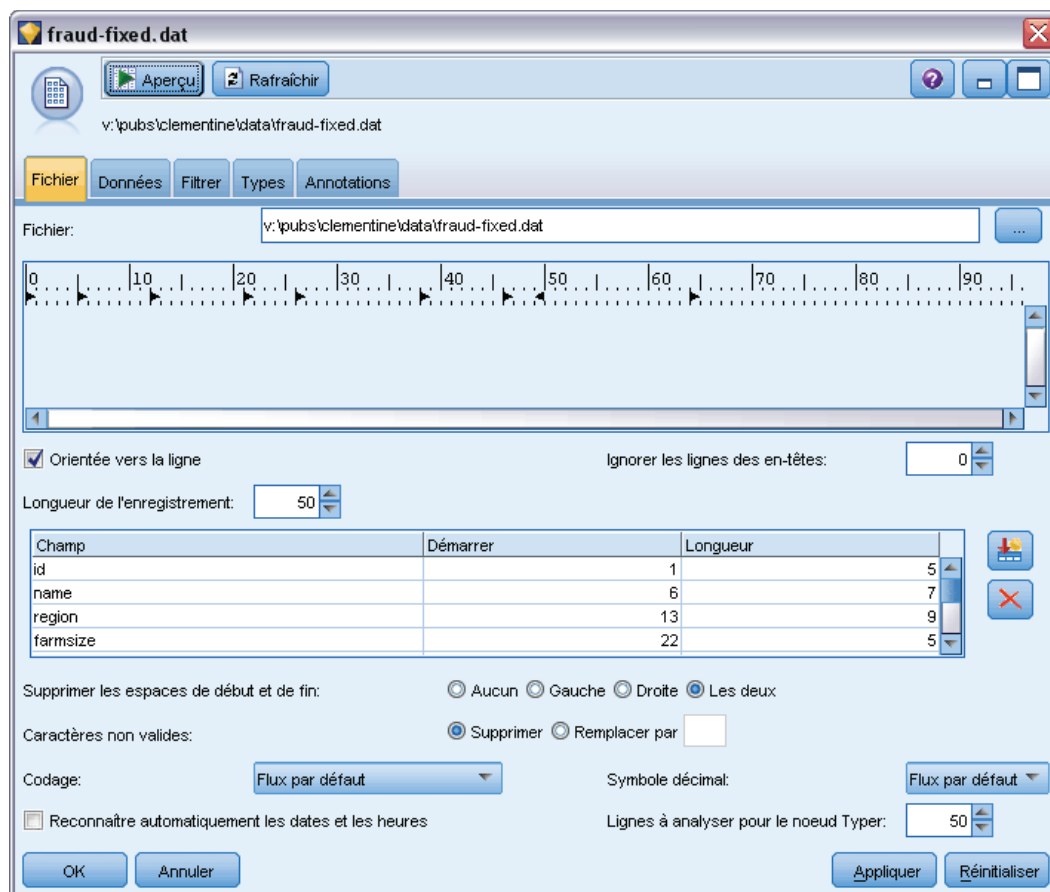 fraud-fixed.dat
Aperçu Rafraîchir
v:\pubs\clementine\data\fraud-fixed.dat
Fichier Données Filtrer Types Annotations
Fichier: v:\pubs\clementine\data\fraud-fixed.dat ...
0 10 20 30 40 50 60 70 80 90
Orientée vers la ligne Ignorer les lignes des en-têtes: 0
Longueur de l'enregistrement: 50
Champ Démarrer Longueur
id 1 5
name 6 7
region 13 9
farmsize 22 5
Supprimer les espaces de début et de fin: Aucun Gauche Droite Les deux
Caractères non valides: Supprimer Remplacer par
Codage: Flux par défaut Symbole décimal: Flux par défaut
Reconnaître automatiquement les dates et les heures Lignes à analyser pour le noeud Typer: 50
OK Annuler Appliquer Réinitialiser